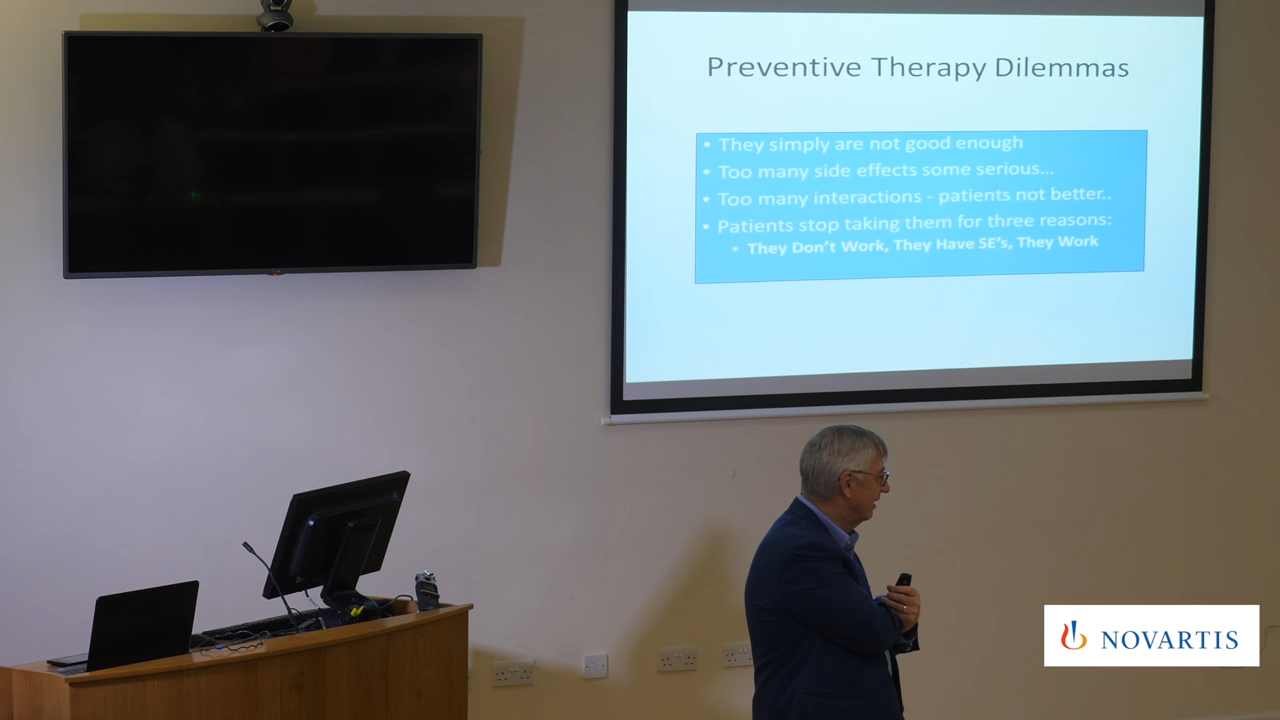 Preventive Therapy Dilemmas
• They simply are not good enough
• Too many side effects some serious...
• Too many interactions - patients not better..
• Patients stop taking them for three reasons:
• They Don't Work, They Have SE's, They Work
NOVARTIS